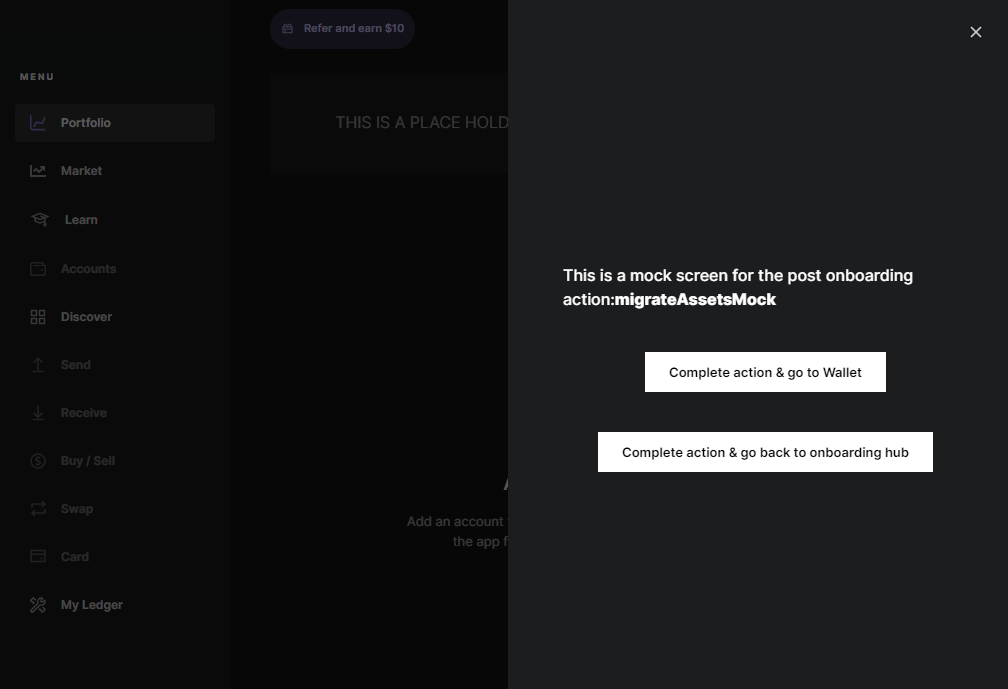 Refer and earn $10
MENU
THIS IS A PLACE HOLD
Portfolio
Market
Learn
Accounts
Discover
Send
Receive
Buy / Sell
Swap
Card
My Ledger
Add an account
the app
This is a mock screen for the post onboarding
action:migrateAssetsMock
Complete action & go to Wallet
Complete action & go back to onboarding hub